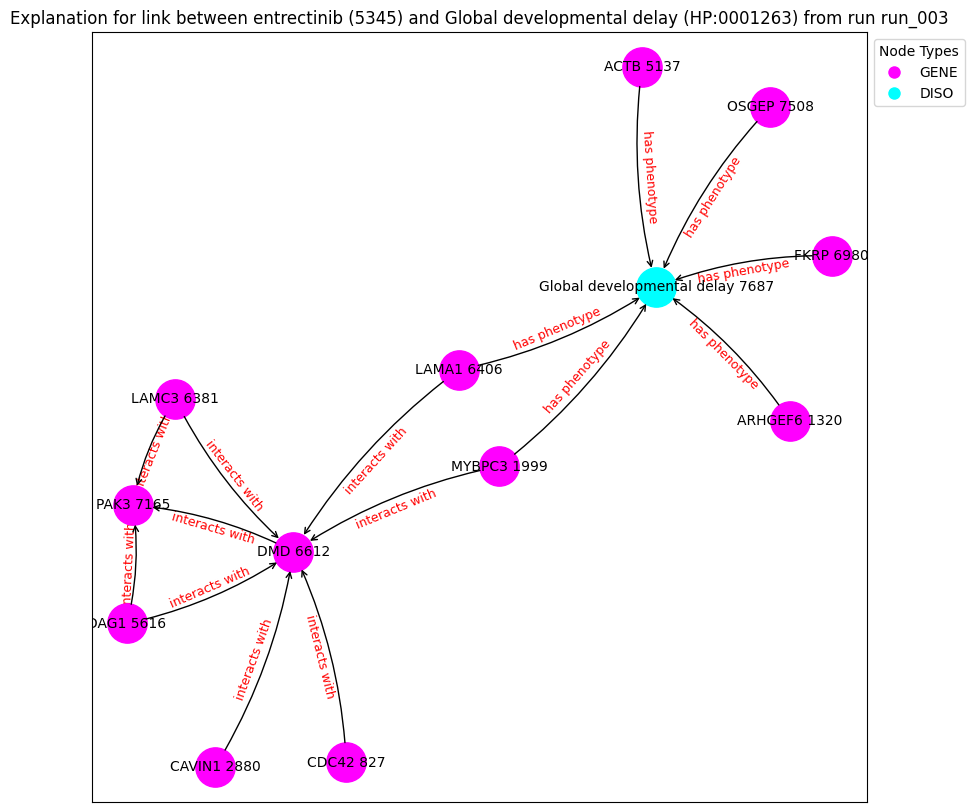 Explanation for link between entrectinib (5345) and Global developmental delay (HP:0001263) from run run_003
Node Types
GENE
DISO
ACTB 5137
OSGEP 7508
has phenotype
has phenotype
FKRP 6980
has phenotype
Global developmental delay 7687
has phenotype
has phenotype
has phenotype
LAMA1 6406
LAMC3 6381
ARHGEF6 1320
interacts with
interacts with
interacts with
MYBPC3 1999
PAK3 7165
interacts with
interacts with
DMD 6612
interacts with
interacts with
DAG1 5616
interacts with
interacts with
CAVIN1 2880
CDC42 827